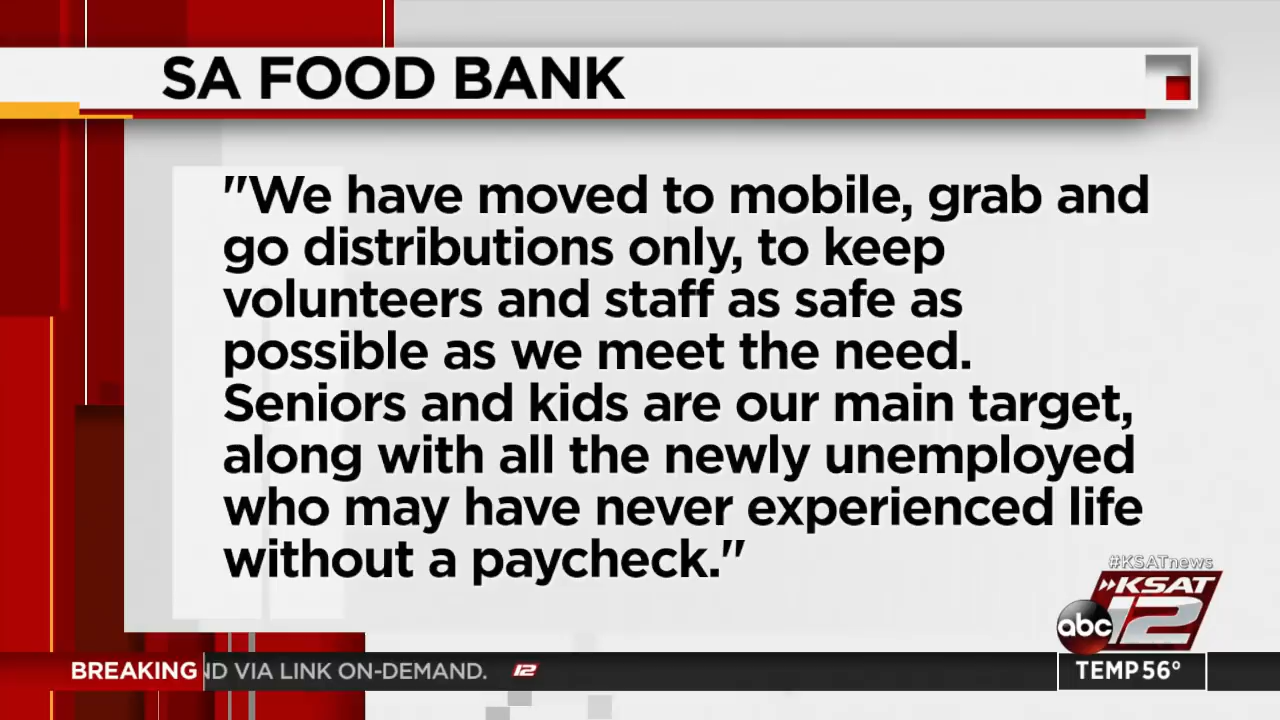 SA FOOD BANK
"We have moved to mobile, grab and
go distributions only, to keep
volunteers and staff as safe as
possible as we meet the need.
Seniors and kids are our main target,
along with all the newly unemployed
who may have never experienced life
without a paycheck."
#KSATnews
KSAT
abc 12
BREAKING ND VIA LINK ON-DEMAND. 12
TEMP 56°